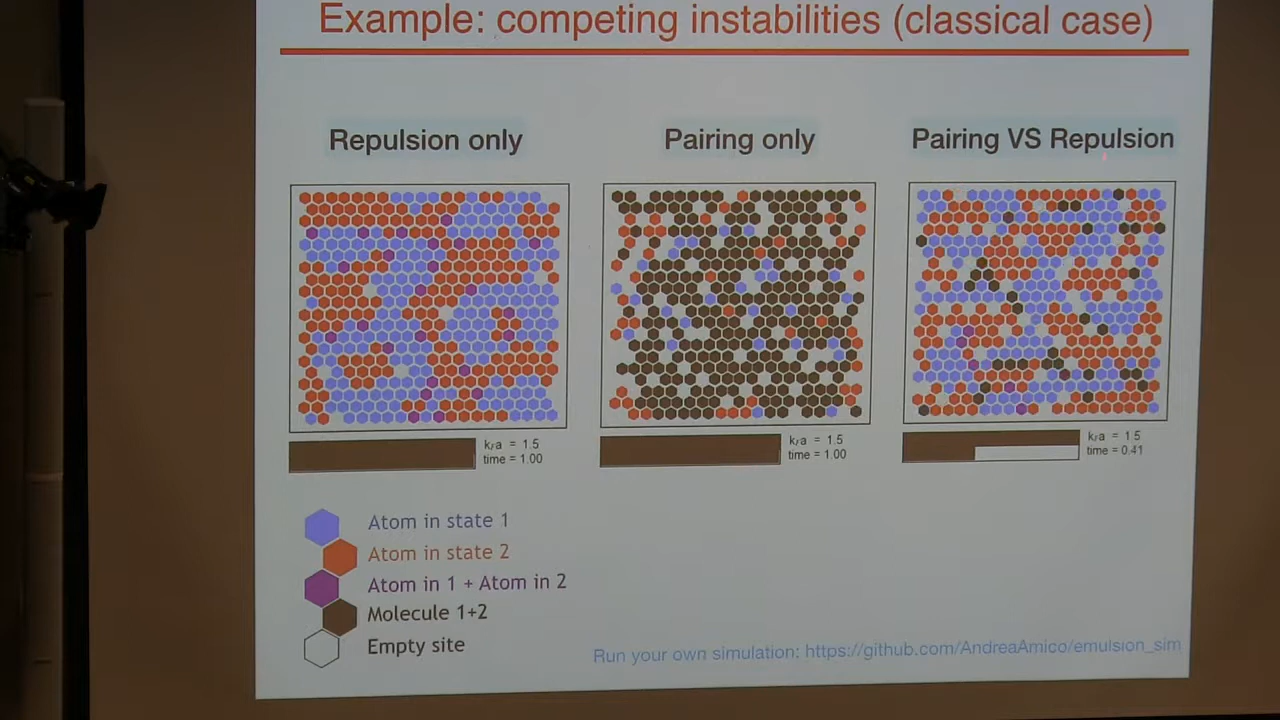 Example: competing instabilities (classical case)
Repulsion only
Pairing only
Pairing VS Repulsion
kFa = 1.5
time = 1.00
kFa = 1.5
time = 1.00
kFa = 1.5
time = 0.41
Atom in state 1
Atom in state 2
Atom in 1 + Atom in 2
Molecule 1+2
Empty site
Run your own simulation: https://github.com/AndreaAmico/emulsion_sim